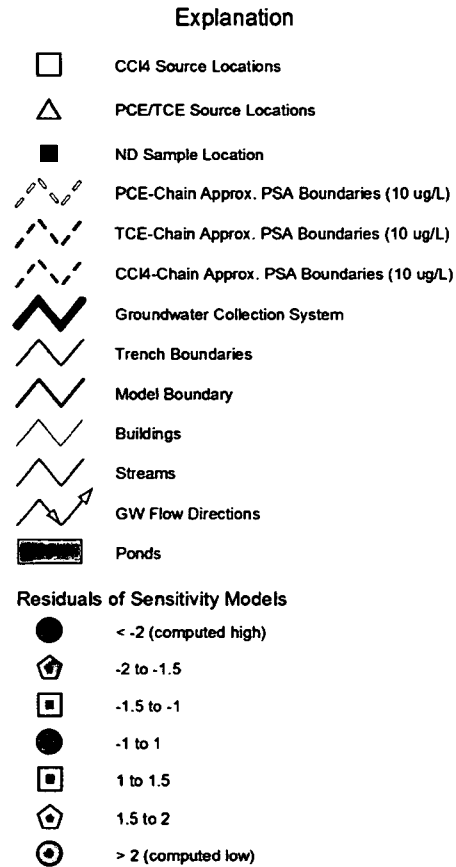 Explanation
CCl4 Source Locations
PCE/TCE Source Locations
ND Sample Location
PCE-Chain Approx. PSA Boundaries (10 ug/L)
TCE-Chain Approx. PSA Boundaries (10 ug/L)
CCl4-Chain Approx. PSA Boundaries (10 ug/L)
Groundwater Collection System
Trench Boundaries
Model Boundary
Buildings
Streams
GW Flow Directions
Ponds
Residuals of Sensitivity Models
< -2 (computed high)
-2 to -1.5
-1.5 to -1
-1 to 1
1 to 1.5
1.5 to 2
> 2 (computed low)